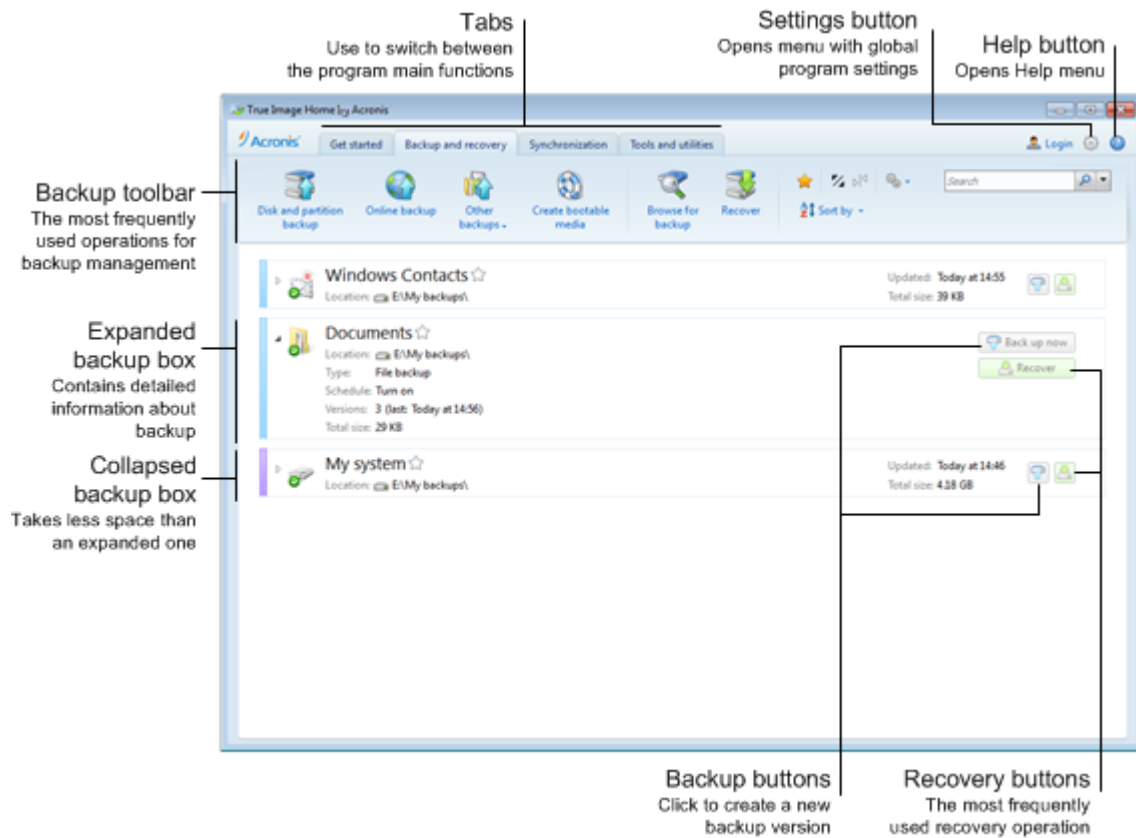 Tabs
Use to switch between
the program main functions
Settings button
Opens menu with global
program settings
Help button
Opens Help menu
True Image Home by Acronis
Acronis
Get started
Backup and recovery
Synchronization
Tools and utilities
Login
Backup toolbar
The most frequently
used operations for
backup management
Disk and partition
backup
Online backup
Other
backups
Create bootable
media
Browse for
backup
Recover
Sort by
Search
Windows Contacts
Location: E:\My backups\
Updated: Today at 14:55
Total size: 39 KB
Expanded
backup box
Contains detailed
information about
backup
Documents
Location: E:\My backups\
Type: File backup
Schedule: Turn on
Versions: 3 (last: Today at 14:56)
Total size: 29 KB
Back up now
Recover
Collapsed
backup box
Takes less space than
an expanded one
My system
Location: E:\My backups\
Updated: Today at 14:46
Total size: 4.18 GB
Backup buttons
Click to create a new
backup version
Recovery buttons
The most frequently
used recovery operation